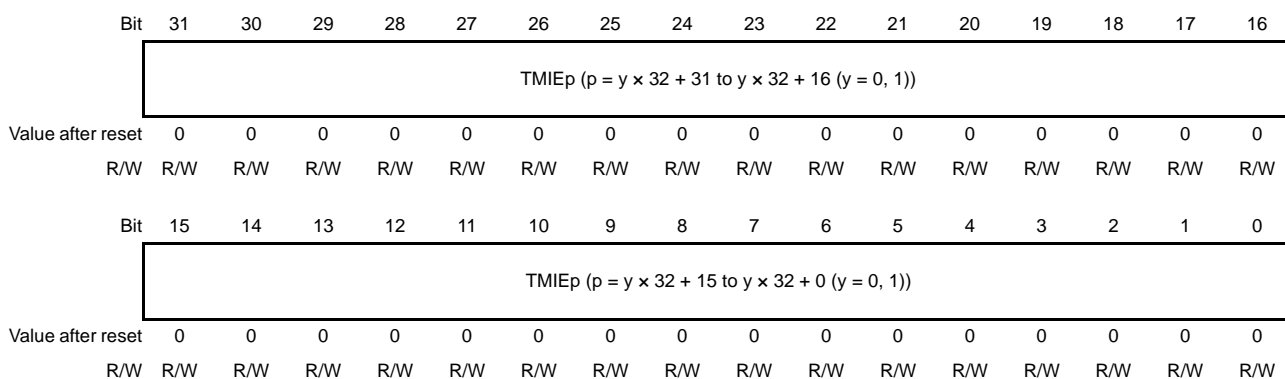 Bit 31 30 29 28 27 26 25 24 23 22 21 20 19 18 17 16
TMIEp (p = y × 32 + 31 to y × 32 + 16 (y = 0, 1))
Value after reset 0 0 0 0 0 0 0 0 0 0 0 0 0 0 0 0
R/W R/W R/W R/W R/W R/W R/W R/W R/W R/W R/W R/W R/W R/W R/W R/W R/W
Bit 15 14 13 12 11 10 9 8 7 6 5 4 3 2 1 0
TMIEp (p = y × 32 + 15 to y × 32 + 0 (y = 0, 1))
Value after reset 0 0 0 0 0 0 0 0 0 0 0 0 0 0 0 0
R/W R/W R/W R/W R/W R/W R/W R/W R/W R/W R/W R/W R/W R/W R/W R/W R/W